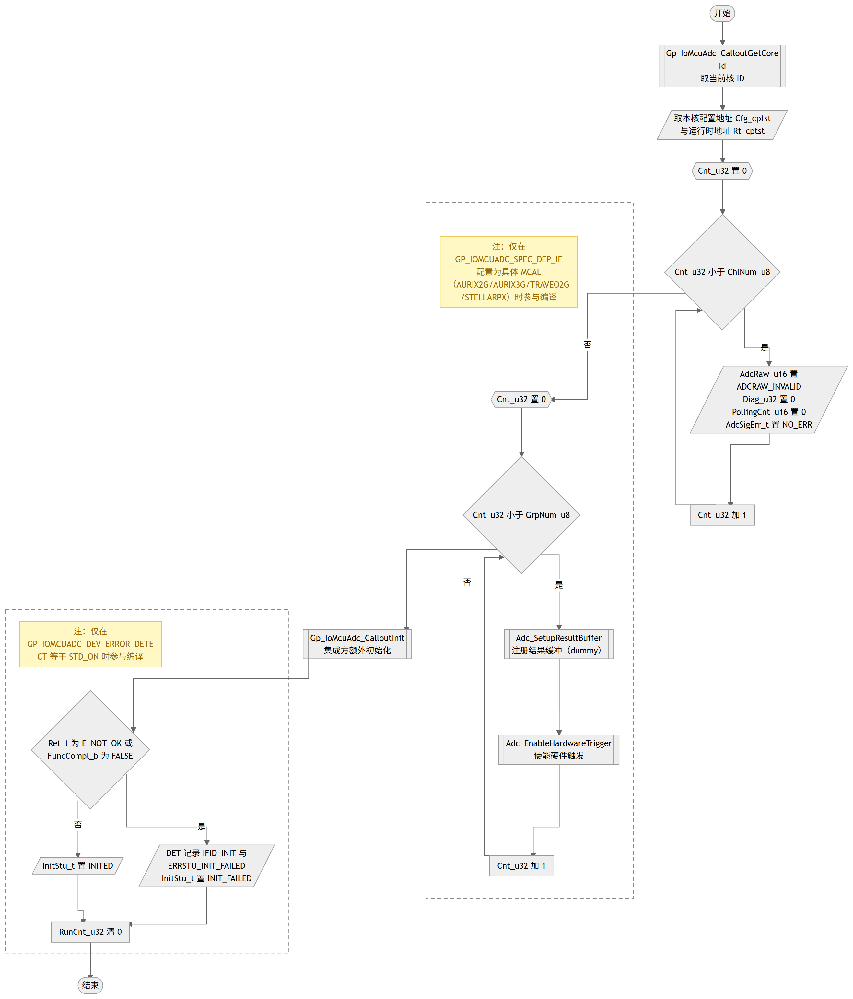 开始
Gp_IoMcuAdc_CalloutGetCore
Id
取当前核 ID
取本核配置地址 Cfg_cptst
与运行时地址 Rt_cptst
Cnt_u32 置 0
Cnt_u32 小于 ChlNum_u8
是
AdcRaw_u16 置
ADCRAW_INVALID
Diag_u32 置 0
PollingCnt_u16 置 0
AdcSigErr_t 置 NO_ERR
Cnt_u32 加 1
否
注：仅在
GP_IOMCUADC_SPEC_DEP_IF
配置为具体 MCAL
（AURIX2G/AURIX3G/TRAVEO2G
/STELLARPX）时参与编译
Cnt_u32 置 0
Cnt_u32 小于 GrpNum_u8
是
Adc_SetupResultBuffer
注册结果缓冲（dummy）
Adc_EnableHardwareTrigger
使能硬件触发
Cnt_u32 加 1
否
Gp_IoMcuAdc_CalloutInit
集成方额外初始化
注：仅在
GP_IOMCUADC_DEV_ERROR_DETE
CT 等于 STD_ON 时参与编译
Ret_t 为 E_NOT_OK 或
FuncCompl_b 为 FALSE
否
是
InitStu_t 置 INITED
DET 记录 IFID_INIT 与
ERRSTU_INIT_FAILED
InitStu_t 置 INIT_FAILED
RunCnt_u32 清 0
结束